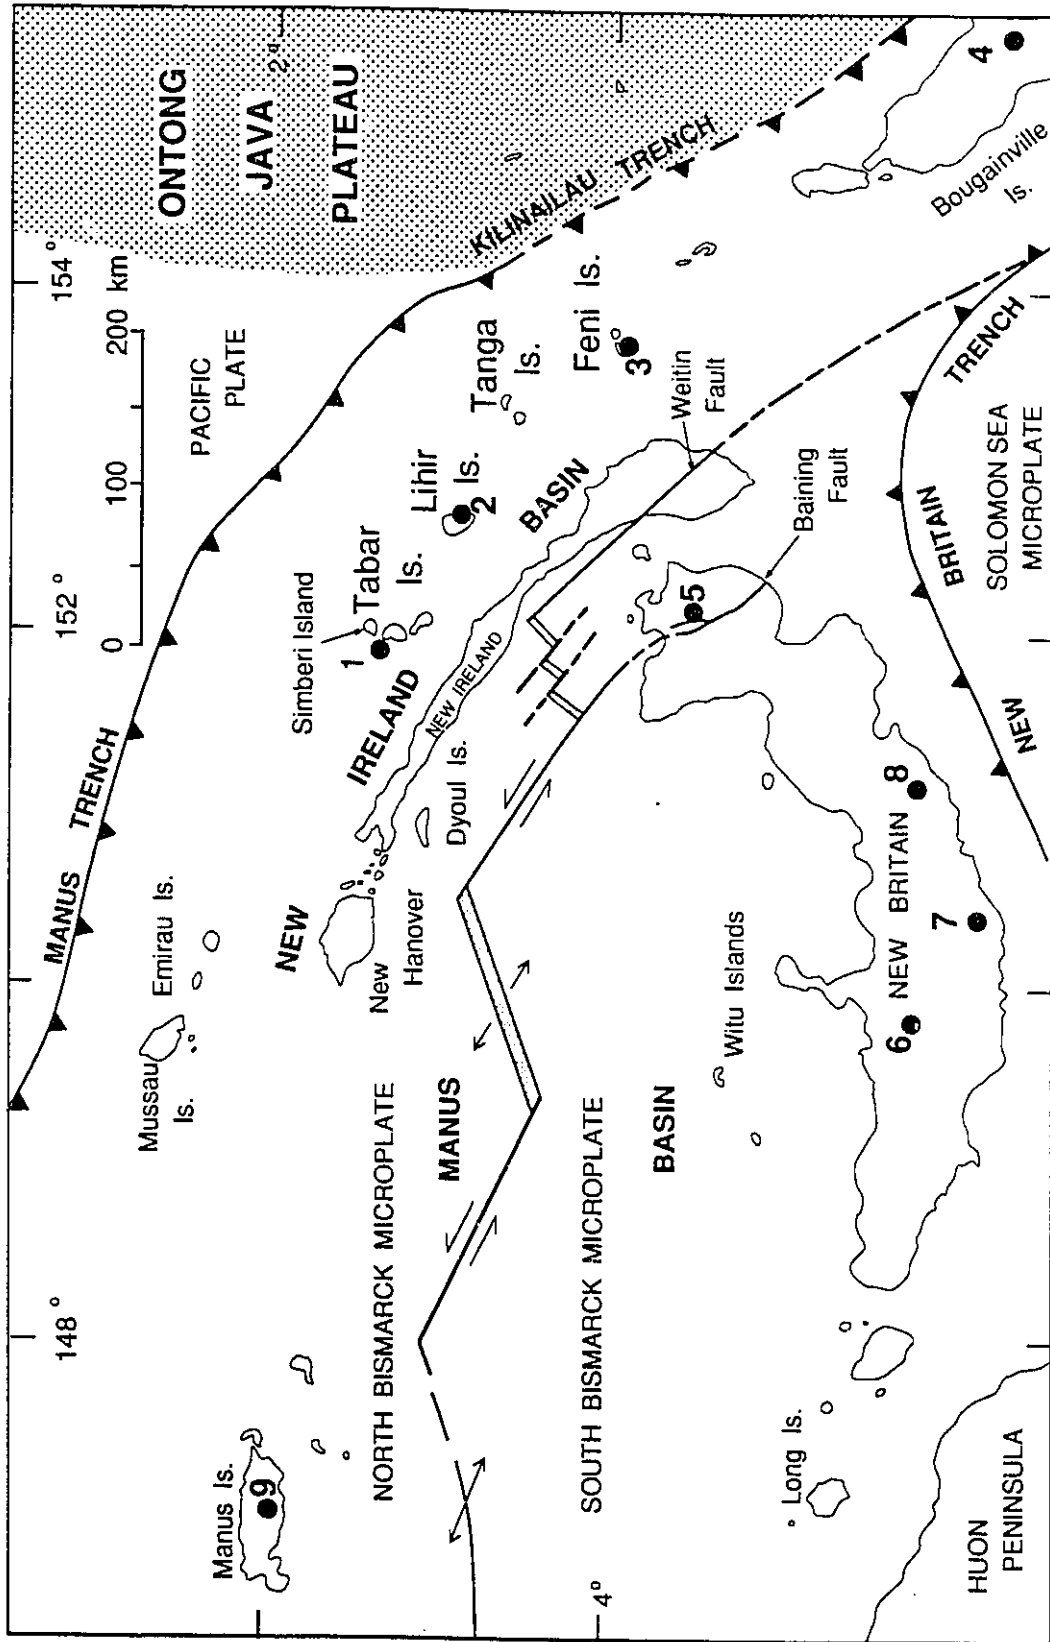 148°
152°
154°
0
100
200 km
ONTONG
JAVA
PLATEAU
2°
MANUS TRENCH
PACIFIC
PLATE
KILINAILAU TRENCH
Mussau
Is.
Emirau Is.
Manus Is.
9
Simberi Island
1
Tabar
Is.
Lihir
Is.
2
Tanga
Is.
Feni Is.
3
NEW
IRELAND
BASIN
NEW IRELAND
New
Hanover
Dyoul Is.
NORTH BISMARCK MICROPLATE
MANUS
BASIN
SOUTH BISMARCK MICROPLATE
4°
Weitin
Fault
Baining
Fault
5
Witu Islands
6
NEW BRITAIN
7
8
Long Is.
HUON
PENINSULA
NEW
BRITAIN
TRENCH
SOLOMON SEA
MICROPLATE
Bougainville
Is.
4